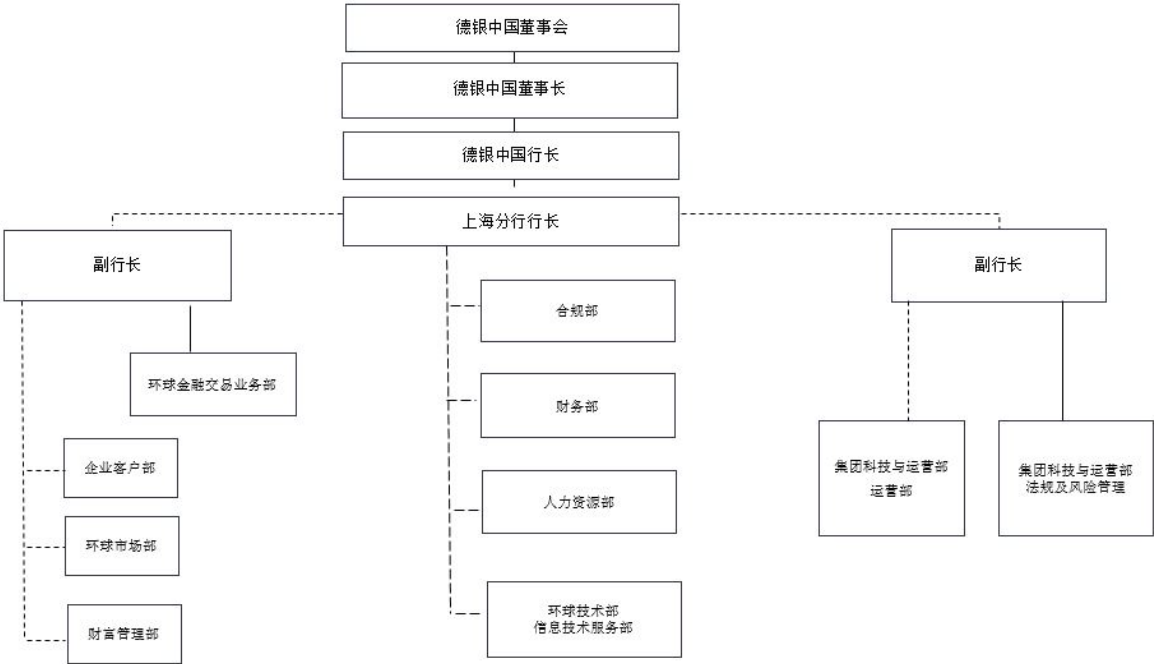 德银中国董事会
德银中国董事长
德银中国行长
上海分行行长
副行长
副行长
合规部
环球金融交易业务部
财务部
企业客户部
集团科技与运营部
运营部
集团科技与运营部
法规及风险管理
人力资源部
环球市场部
环球技术部
信息技术服务部
财富管理部